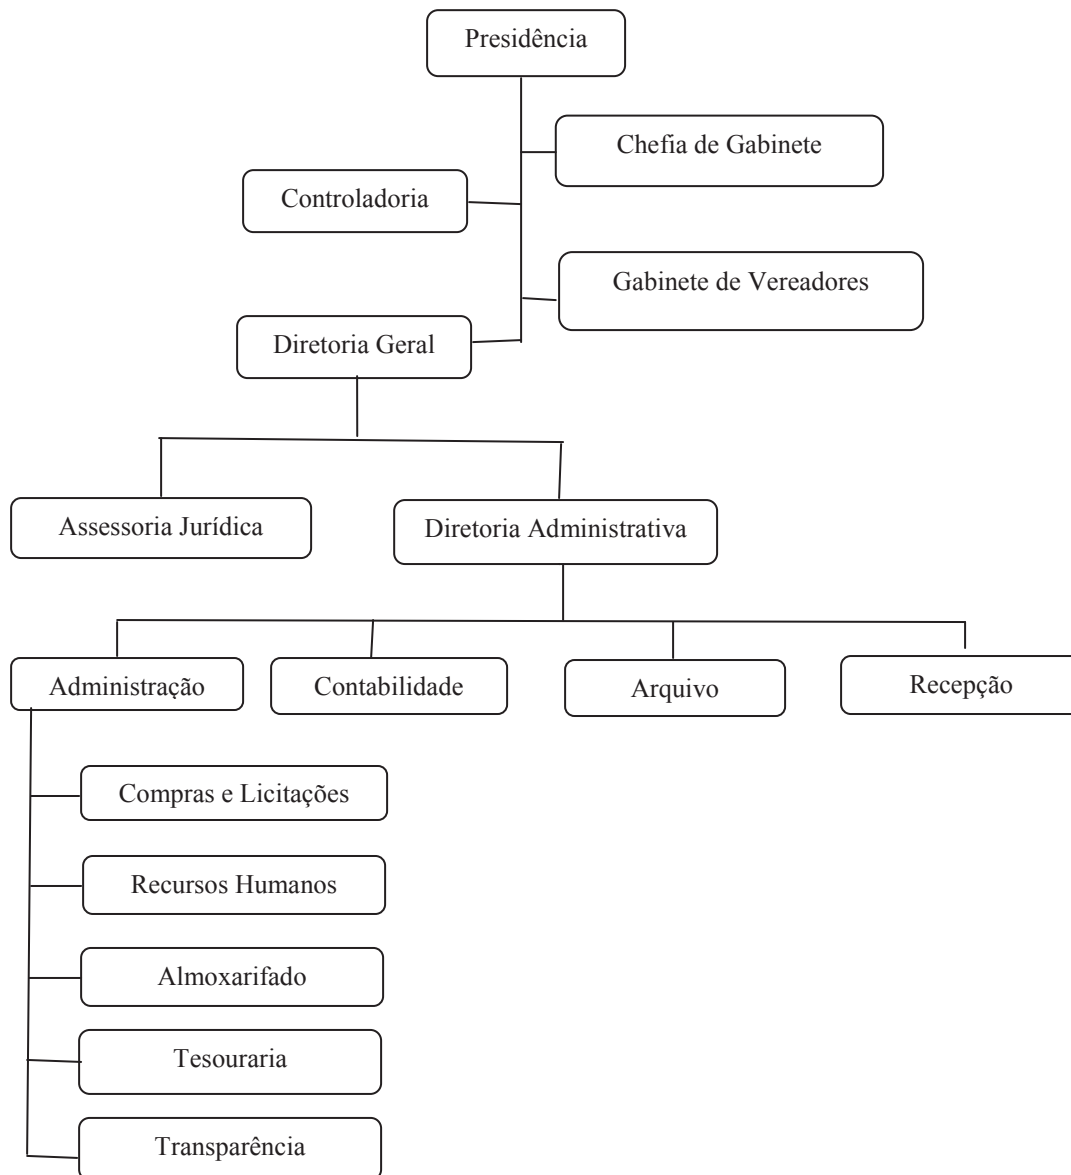 Presidência
Chefia de Gabinete
Controladoria
Gabinete de Vereadores
Diretoria Geral
Assessoria Jurídica
Diretoria Administrativa
Administração
Contabilidade
Arquivo
Recepção
Compras e Licitações
Recursos Humanos
Almoxarifado
Tesouraria
Transparência